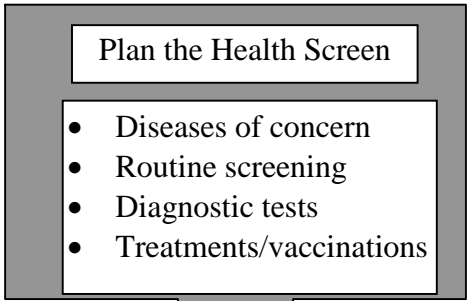 Plan the Health Screen
• Diseases of concern
• Routine screening
• Diagnostic tests
• Treatments/vaccinations